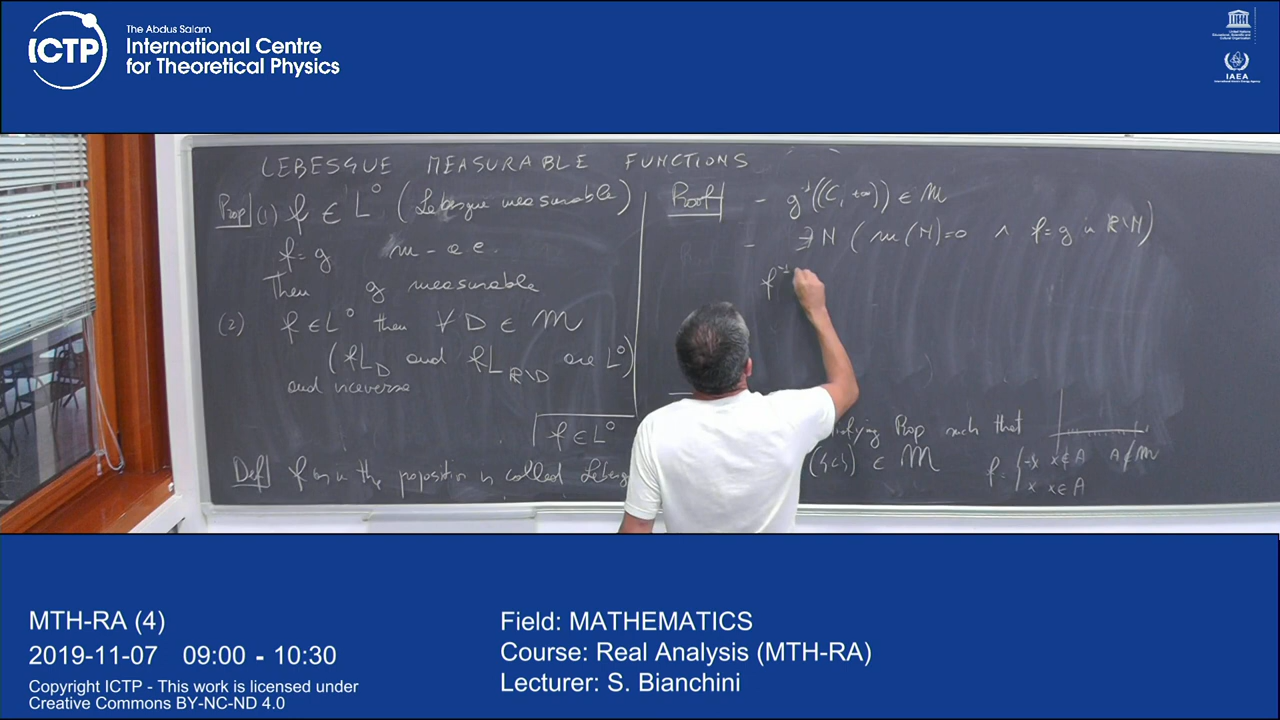 ICTP
The Abdus Salam
International Centre
for Theoretical Physics
IAEA
LEBESGUE MEASURABLE FUNCTIONS
Prop (1) f ∈ L⁰ (Lebesgue measurable)
f = g m-a.e.
Then g measurable
(2) f ∈ L⁰ then ∀ D ∈ M
(f⌊_D and f⌊_{ℝ\D} are L⁰)
and viceversa
f ∈ L⁰
Def f as in the proposition is called
Proof - g⁻¹((C, +∞)) ∈ M
- ∃ N (m(N)=0 ∧ f=g in ℝ\N)
f⁻¹
Prop such that
⊂ M
f = { -x x∈A A∉M
x x∈A
MTH-RA (4)
2019-11-07 09:00 - 10:30
Copyright ICTP - This work is licensed under
Creative Commons BY-NC-ND 4.0
Field: MATHEMATICS
Course: Real Analysis (MTH-RA)
Lecturer: S. Bianchini